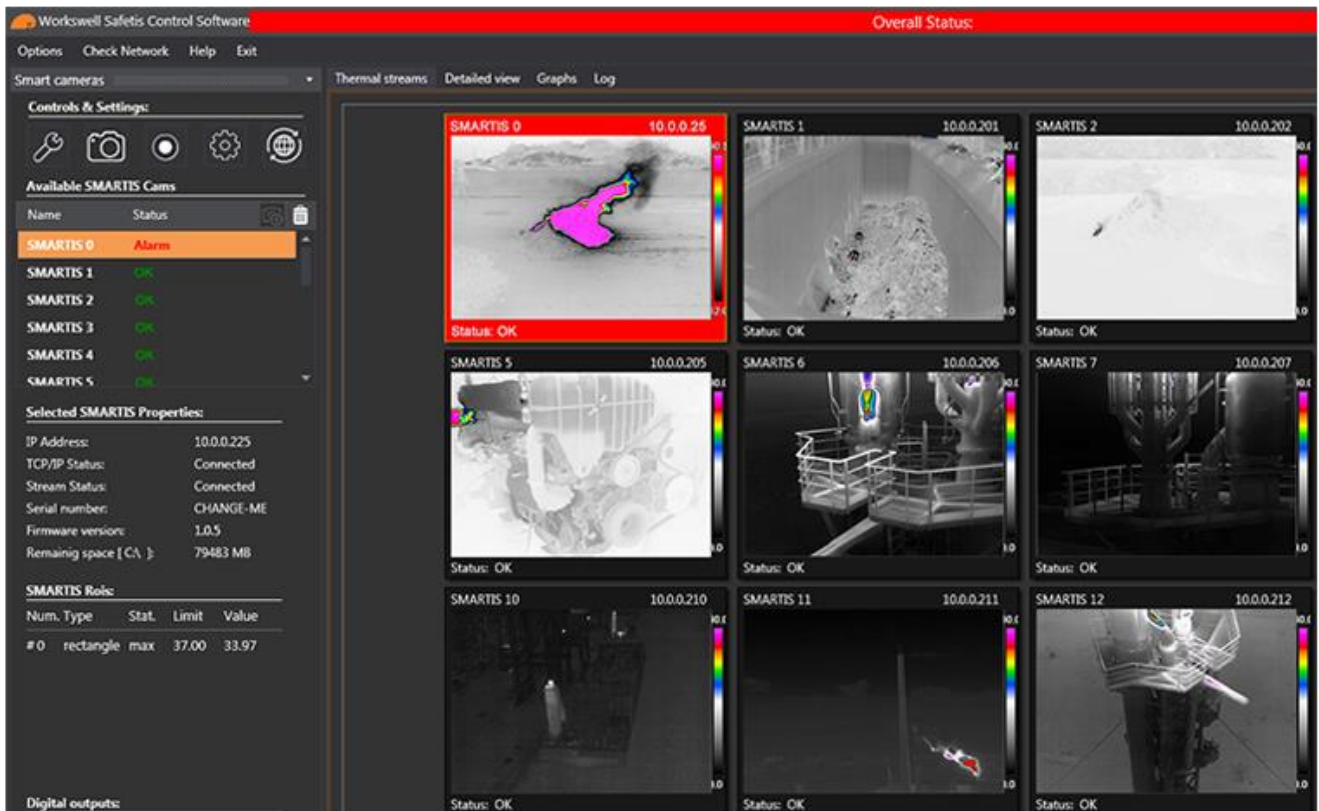 Workswell Safetis Control Software
Overall Status:
Options Check Network Help Exit
Smart cameras
Thermal streams Detailed view Graphs Log
Controls & Settings:
Available SMARTIS Cams
Name Status
SMARTIS 0 Alarm
SMARTIS 1 OK
SMARTIS 2 OK
SMARTIS 3 OK
SMARTIS 4 OK
SMARTIS 5 OK
Selected SMARTIS Properties:
IP Address: 10.0.0.225
TCP/IP Status: Connected
Stream Status: Connected
Serial number: CHANGE-ME
Firmware version: 1.0.5
Remainig space [ C:\ ]: 79483 MB
SMARTIS Rois:
Num. Type Stat. Limit Value
#0 rectangle max 37.00 33.97
Digital outputs:
SMARTIS 0 10.0.0.25
Status: OK
SMARTIS 1 10.0.0.201
Status: OK
SMARTIS 2 10.0.0.202
Status: OK
SMARTIS 5 10.0.0.205
Status: OK
SMARTIS 6 10.0.0.206
Status: OK
SMARTIS 7 10.0.0.207
Status: OK
SMARTIS 10 10.0.0.210
Status: OK
SMARTIS 11 10.0.0.211
Status: OK
SMARTIS 12 10.0.0.212
Status: OK